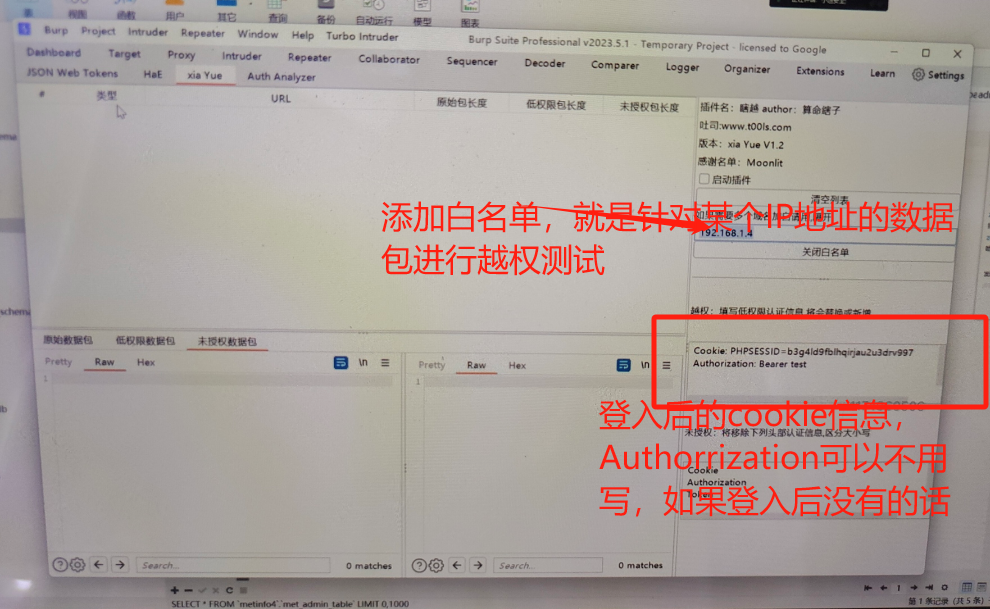 视图 函数 用户 其它 查询 备份 自动运行 模型 图表
Burp Project Intruder Repeater Window Help Turbo Intruder
Burp Suite Professional v2023.5.1 - Temporary Project - licensed to Google
Dashboard Target Proxy Intruder Repeater Collaborator Sequencer Decoder Comparer Logger Organizer Extensions Learn Settings
JSON Web Tokens HaE xia Yue Auth Analyzer
# 类型 URL 原始包长度 低权限包长度 未授权包长度
插件名：瞎越 author：算命瞎子
吐司:www.t00ls.com
版本：xia Yue V1.2
感谢名单：Moonlit
启动插件
清空列表
添加白名单，就是针对某个IP地址的数据
192.168.1.4
包进行越权测试
关闭白名单
越权：填写低权限认证信息,将会替换或新增
原始数据包 低权限数据包 未授权数据包
Pretty Raw Hex \n
Pretty Raw Hex \n
1
1
Cookie: PHPSESSID=b3g4ld9fblhqirjau2u3drv997
Authorization: Bearer test
登入后的cookie信息，
未授权：将移除下列头部认证信息,区分大小写
Authorrization可以不用
Cookie
Authorization
写，如果登入后没有的话
Search... 0 matches
Search... 0 matches
SELECT * FROM `metinfo4`.`met_admin_table` LIMIT 0,1000
第 1 条记录 (共 5 条)